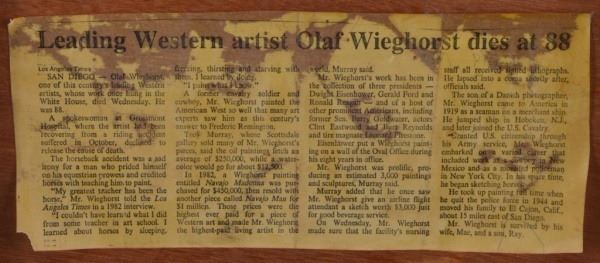 Leading Western artist Olaf Wieghorst dies at 88
Los Angeles Times
SAN DIEGO — Olaf Wieghorst,
one of this century's leading Western
artists, whose work once hung in the
White House, died Wednesday. He
was 88.
A spokeswoman at Grossmont
Hospital, where the artist had been
recovering from a riding accident
suffered in October, declined to
release the cause of death.
The horseback accident was a sad
irony for a man who prided himself
on his equestrian prowess and credited
horses with teaching him to paint.
"My greatest teacher has been the
horse," Mr. Wieghorst told the Los
Angeles Times in a 1982 interview.
"I couldn't have learned what I did
from some teacher in art school. I
learned about horses by sleeping,
freezing, thirsting and starving with
them. I learned by doing.
"I paint what I know."
A former cavalry soldier and
cowboy, Mr. Wieghorst painted the
American West so well that many art
experts saw him as this century's
answer to Frederic Remington.
Troy Murray, whose Scottsdale
gallery sold many of Mr. Wieghorst's
pieces, said the oil paintings fetch an
average of $250,000, while a water-
color would go for about $12,500.
In 1982, a Wieghorst painting
entitled Navajo Madonna was pur-
chased for $450,000, then resold with
another piece called Navajo Man for
$1 million. Those prices were the
highest ever paid for a piece of
Western art and made Mr. Wieghorst
the highest-paid living artist in the
world, Murray said.
Mr. Wieghorst's work has been in
the collection of three presidents —
Dwight Eisenhower, Gerald Ford and
Ronald Reagan — and of a host of
other prominent Americans, including
former Sen. Barry Goldwater, actors
Clint Eastwood and Burt Reynolds
and tire magnate Leonard Firestone.
Eisenhower put a Wieghorst paint-
ing on a wall of the Oval Office during
his eight years in office.
Mr. Wieghorst was prolific, pro-
ducing an estimated 3,000 paintings
and sculptures, Murray said.
Murray added that he once saw
Mr. Wieghorst give an airline flight
attendant a sketch worth $3,000 just
for good beverage service.
On Wednesday, Mr. Wieghorst
made sure that the facility's nursing
staff all received signed lithographs.
He lapsed into a coma shortly after,
officials said.
The son of a Danish photographer,
Mr. Wieghorst came to America in
1919 as a seaman on a merchant ship.
He jumped ship in Hoboken, N.J.,
and later joined the U.S. Cavalry.
Granted U.S. citizenship through
his Army service, Mr. Wieghorst
embarked on a varied career that
included
Mexico and as a mounted policeman
in New York City. In his spare time,
he began sketching horses.
He took up painting full time when
he quit the police force in 1944 and
moved his family to El Cajon, Calif.,
about 15 miles east of San Diego.
Mr. Wieghorst is survived by his
wife, Mae, and a son, Roy.